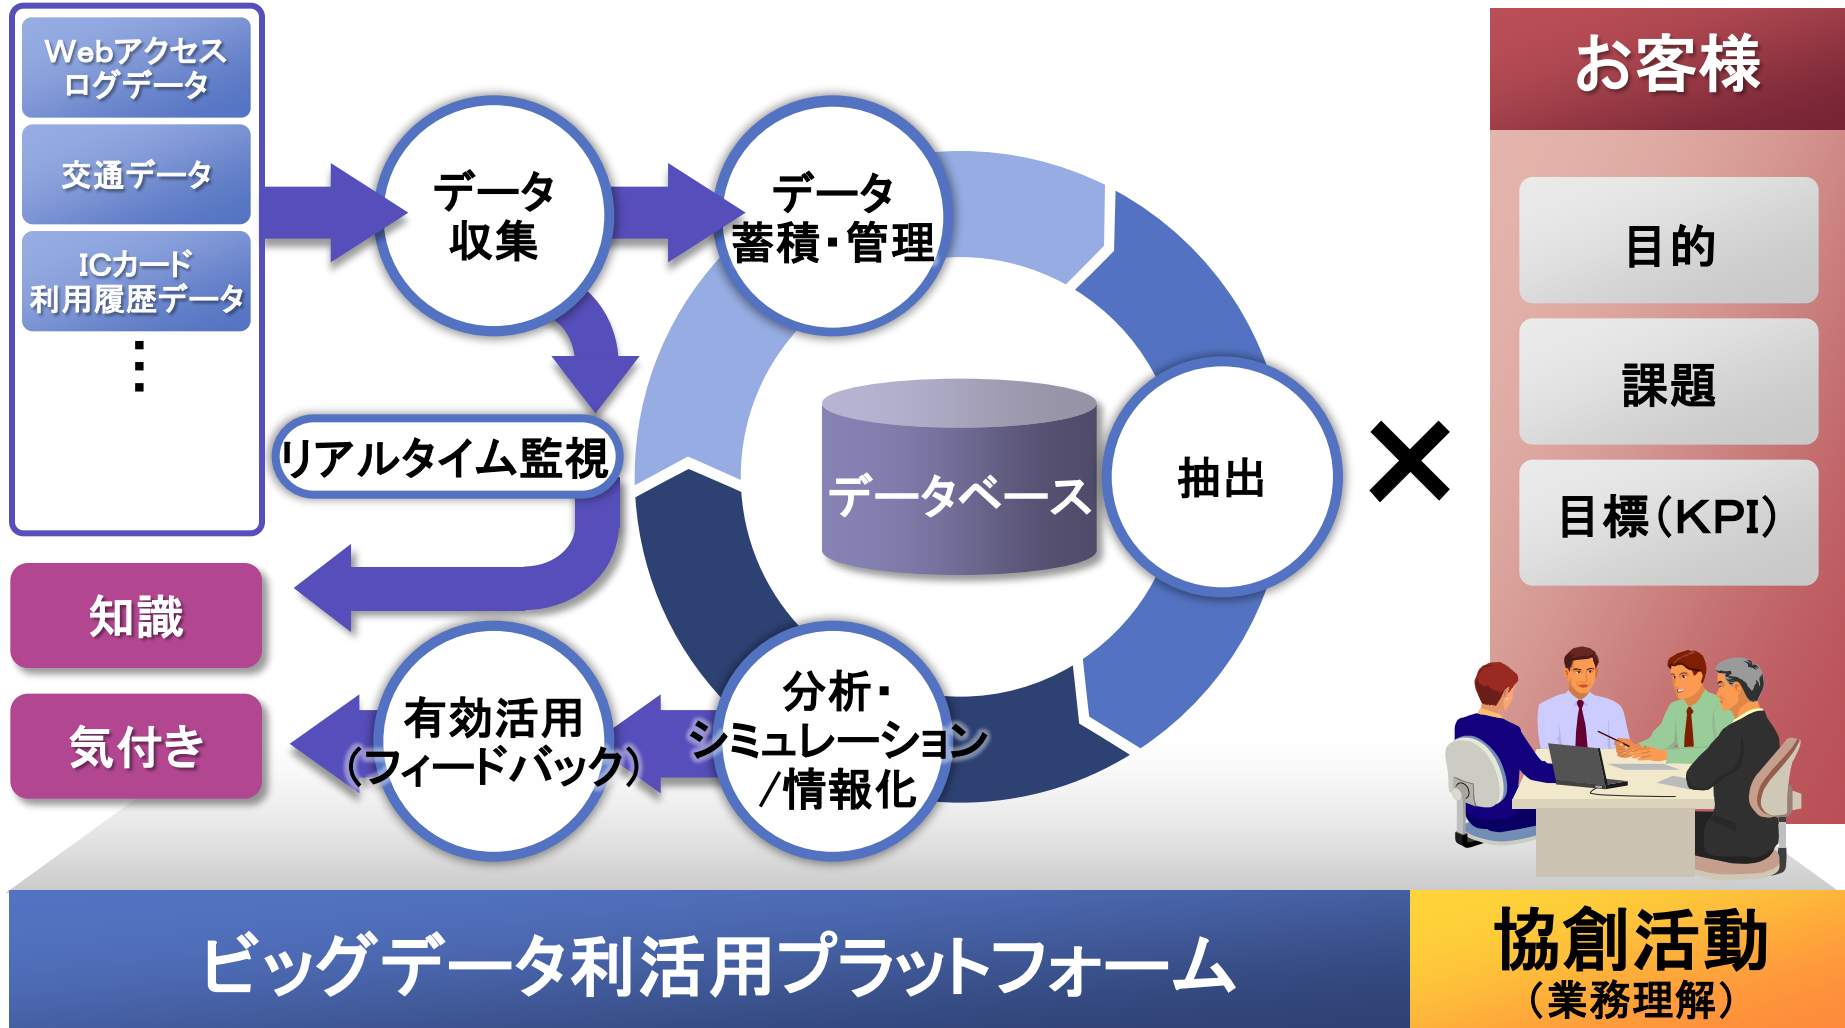 Webアクセス
ログデータ
交通データ
ICカード
利用履歴データ
データ
収集
データ
蓄積・管理
リアルタイム監視
データベース
抽出
分析・
シミュレーション
/情報化
有効活用
（フィードバック）
知識
気付き
×
お客様
目的
課題
目標（KPI）
ビッグデータ利活用プラットフォーム
協創活動
（業務理解）